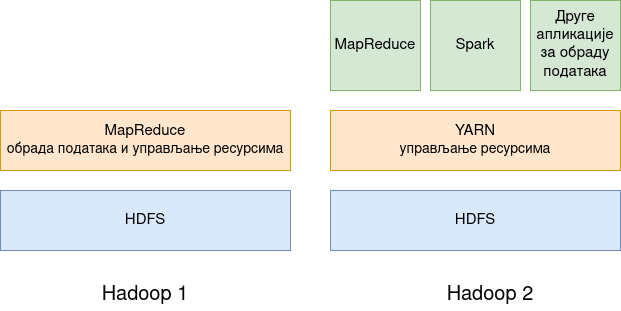 MapReduce
обрада података и управљање ресурсима
HDFS
Hadoop 1
MapReduce
Spark
Друге
апликације
за обраду
података
YARN
управљање ресурсима
HDFS
Hadoop 2